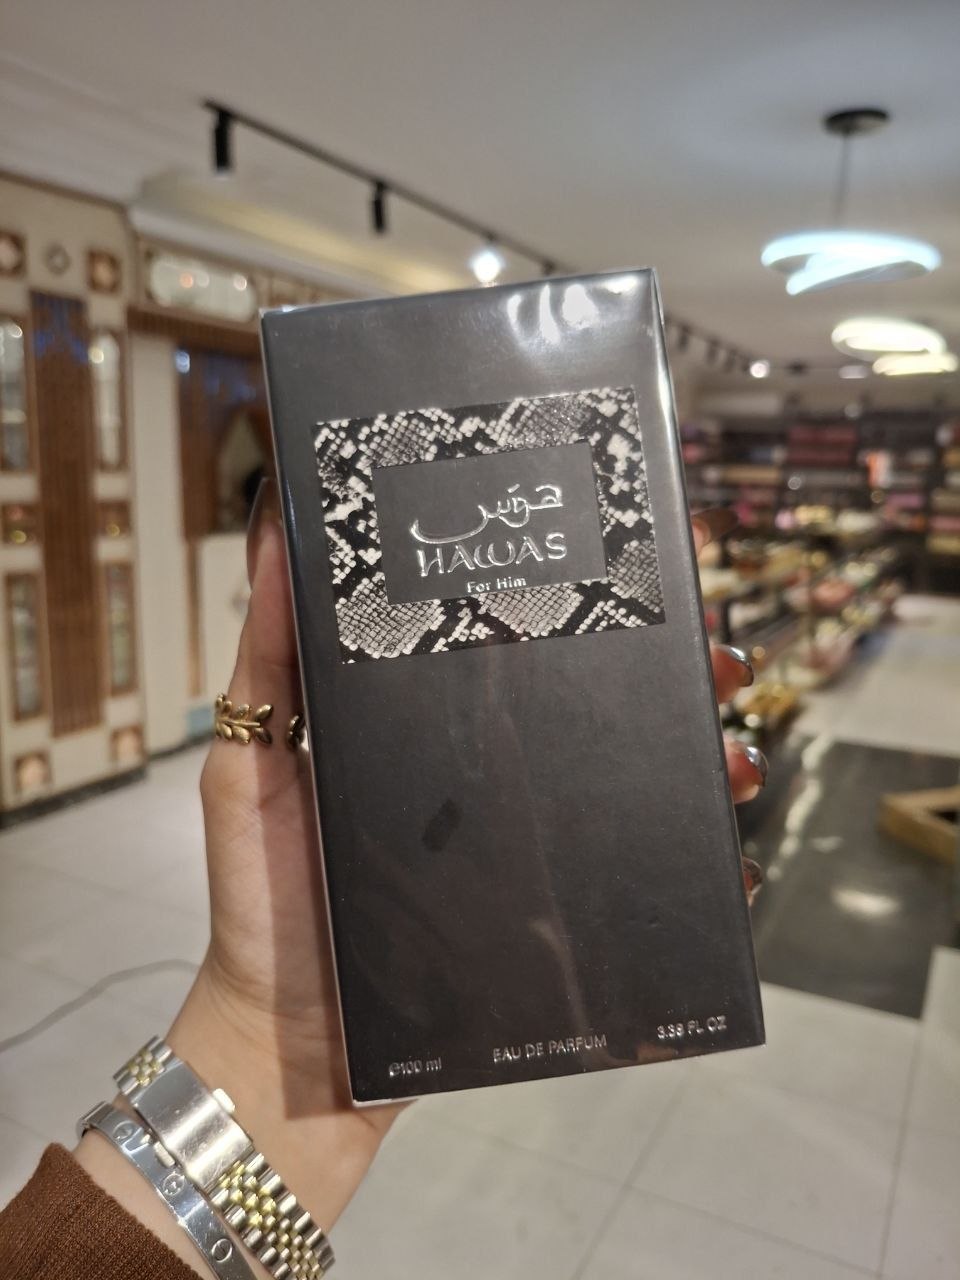 هوس
HAWAS
For Him
℮100 ml
EAU DE PARFUM
3.38 FL OZ